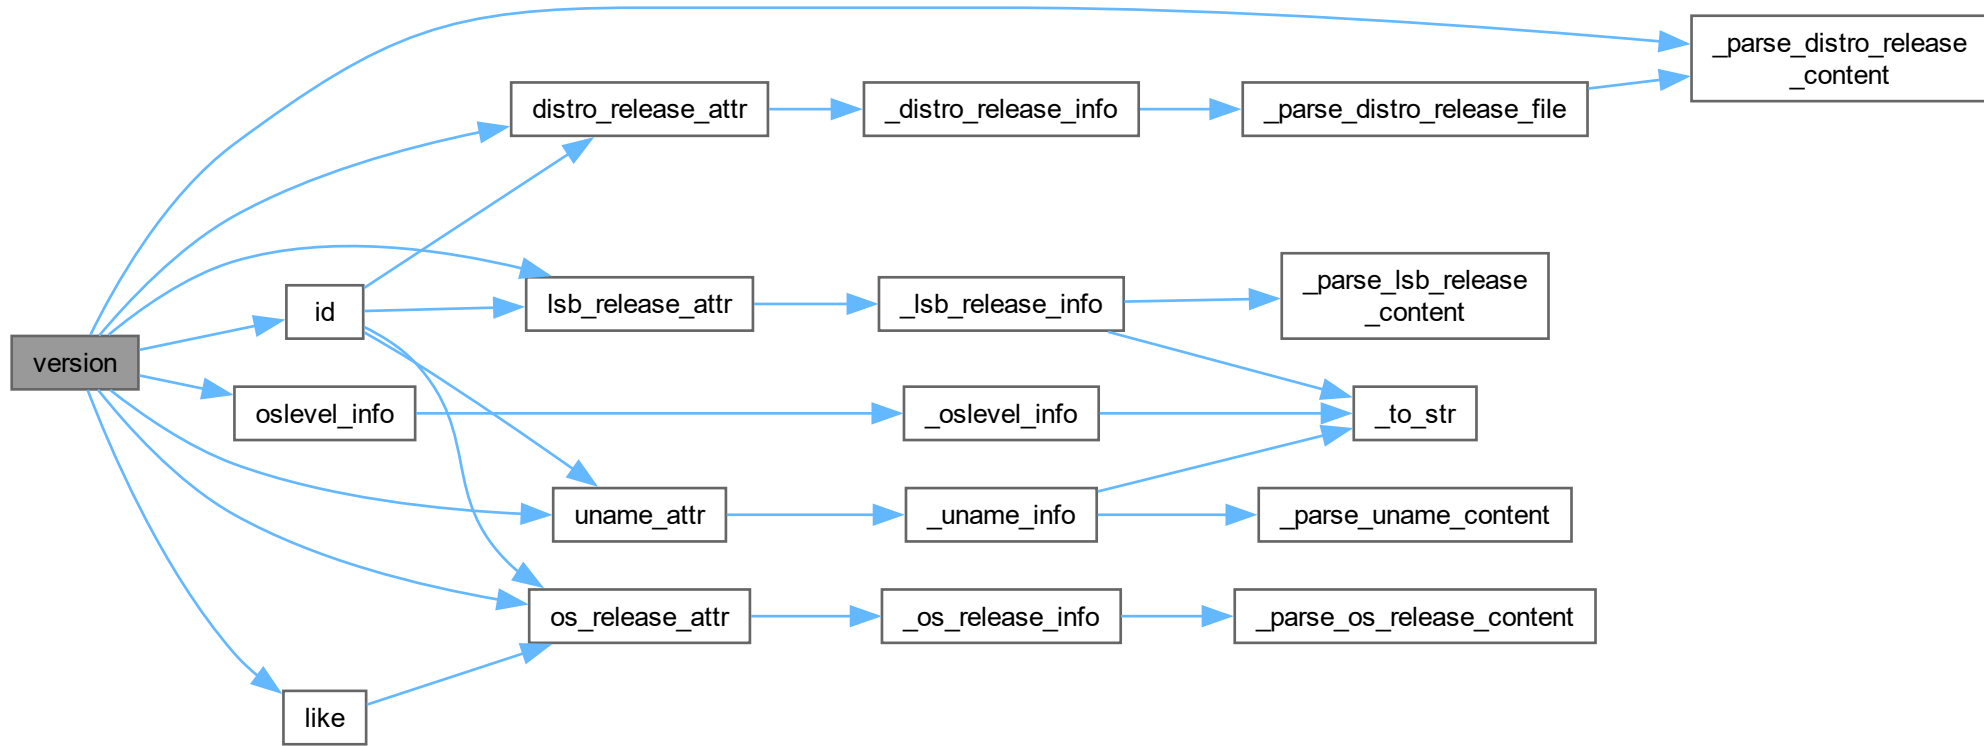 _parse_distro_release
_content
distro_release_attr
_distro_release_info
_parse_distro_release_file
id
lsb_release_attr
_lsb_release_info
_parse_lsb_release
_content
version
oslevel_info
_oslevel_info
_to_str
uname_attr
_uname_info
_parse_uname_content
os_release_attr
_os_release_info
_parse_os_release_content
like